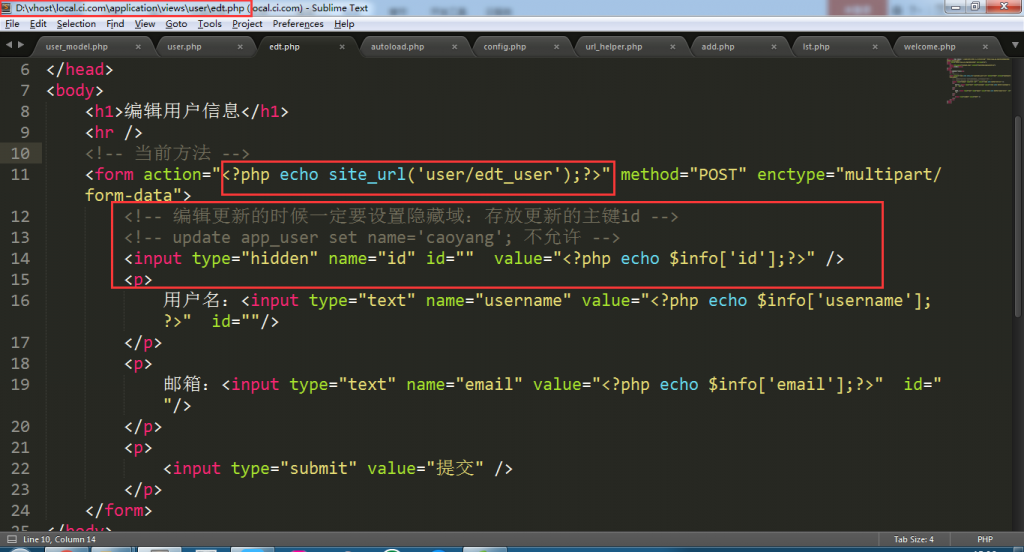 D:\vhost\local.ci.com\application\views\user\edt.php (local.ci.com) - Sublime Text
File Edit Selection Find View Goto Tools Project Preferences Help
user_model.php × user.php × edt.php × autoload.php × config.php × url_helper.php × add.php × lst.php × welcome.php ×
6 </head>
7 <body>
8 <h1>编辑用户信息</h1>
9 <hr />
10 <!-- 当前方法 -->
11 <form action="<?php echo site_url('user/edt_user');?>" method="POST" enctype="multipart/
form-data">
12 <!-- 编辑更新的时候一定要设置隐藏域: 存放更新的主键id -->
13 <!-- update app_user set name='caoyang'; 不允许 -->
14 <input type="hidden" name="id" id="" value="<?php echo $info['id'];?>" />
15 <p>
16 用户名: <input type="text" name="username" value="<?php echo $info['username'];
?>" id=""/>
17 </p>
18 <p>
19 邮箱: <input type="text" name="email" value="<?php echo $info['email'];?>" id="
"/>
20 </p>
21 <p>
22 <input type="submit" value="提交" />
23 </p>
24 </form>
25 </body>
Line 10, Column 14 Tab Size: 4 PHP